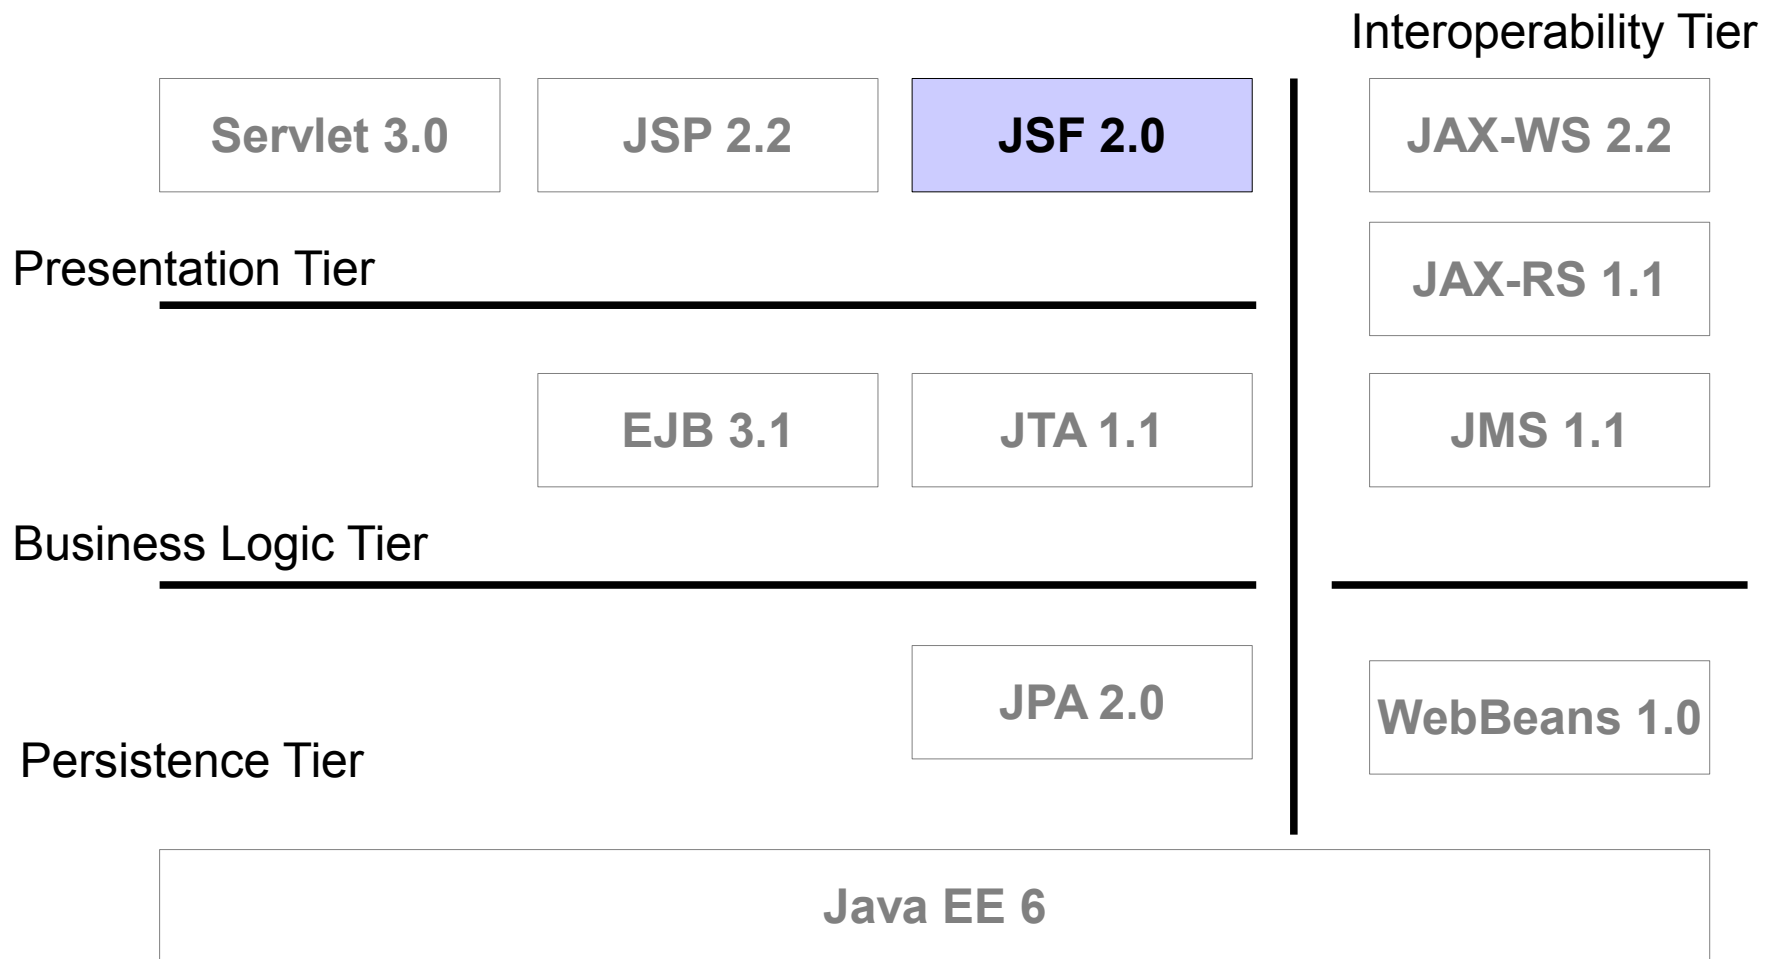 Interoperability Tier
Servlet 3.0
JSP 2.2
JSF 2.0
JAX-WS 2.2
Presentation Tier
JAX-RS 1.1
EJB 3.1
JTA 1.1
JMS 1.1
Business Logic Tier
JPA 2.0
WebBeans 1.0
Persistence Tier
Java EE 6